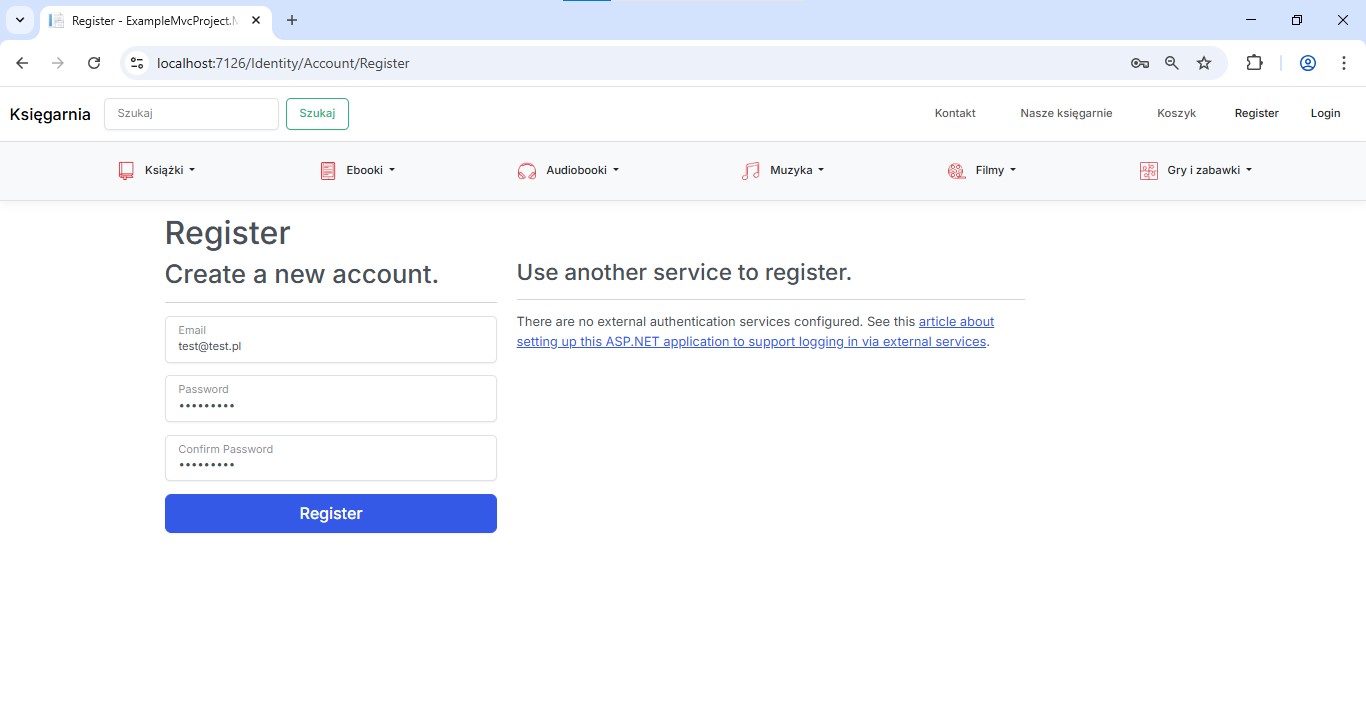 Register - ExampleMvcProject.M
localhost:7126/Identity/Account/Register
Księgarnia
Szukaj
Szukaj
Kontakt
Nasze księgarnie
Koszyk
Register
Login
Książki
Ebooki
Audiobooki
Muzyka
Filmy
Gry i zabawki
Register
Create a new account.
Email
test@test.pl
Password
•••••••••
Confirm Password
•••••••••
Register
Use another service to register.
There are no external authentication services configured. See this article about
setting up this ASP.NET application to support logging in via external services.